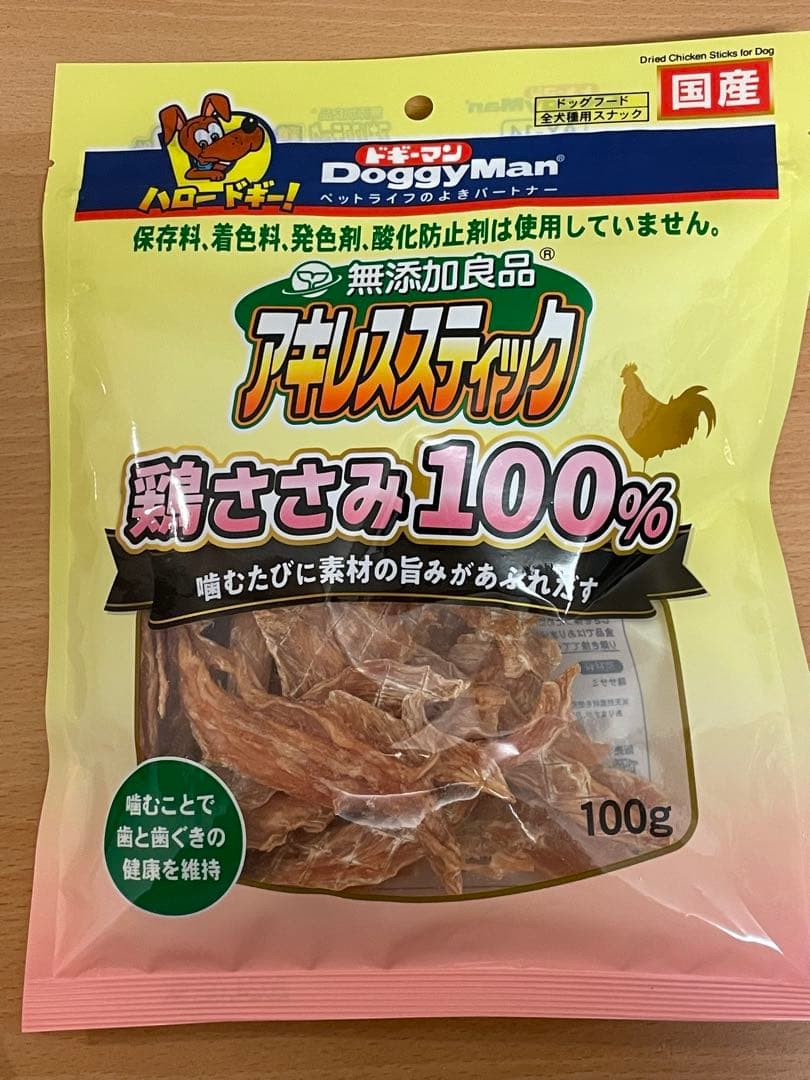 Dried Chicken Sticks for Dog
ドッグフード
全犬種用スナック
国産
ハロードギー!
ドギーマン
DoggyMan®
ペットライフのよきパートナー
保存料、着色料、発色剤、酸化防止剤は使用していません。
無添加良品®
アキレススティック
鶏ささみ100%
噛むたびに素材の旨みがあふれだす
噛むことで
歯と歯ぐきの
健康を維持
100g